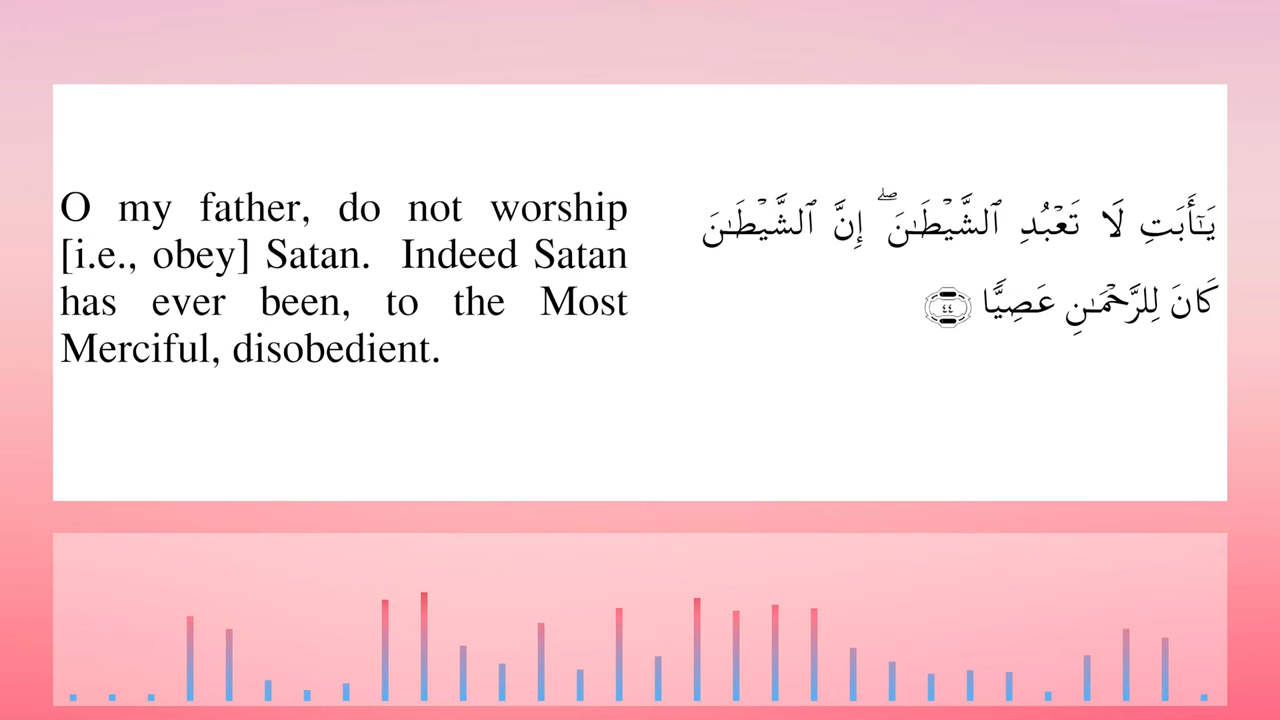 O my father, do not worship
[i.e., obey] Satan. Indeed Satan
has ever been, to the Most
Merciful, disobedient.
يَـٰٓأَبَتِ لَا تَعْبُدِ ٱلشَّيْطَـٰنَ ۖ إِنَّ ٱلشَّيْطَـٰنَ
كَانَ لِلرَّحْمَـٰنِ عَصِيًّا ٤٤